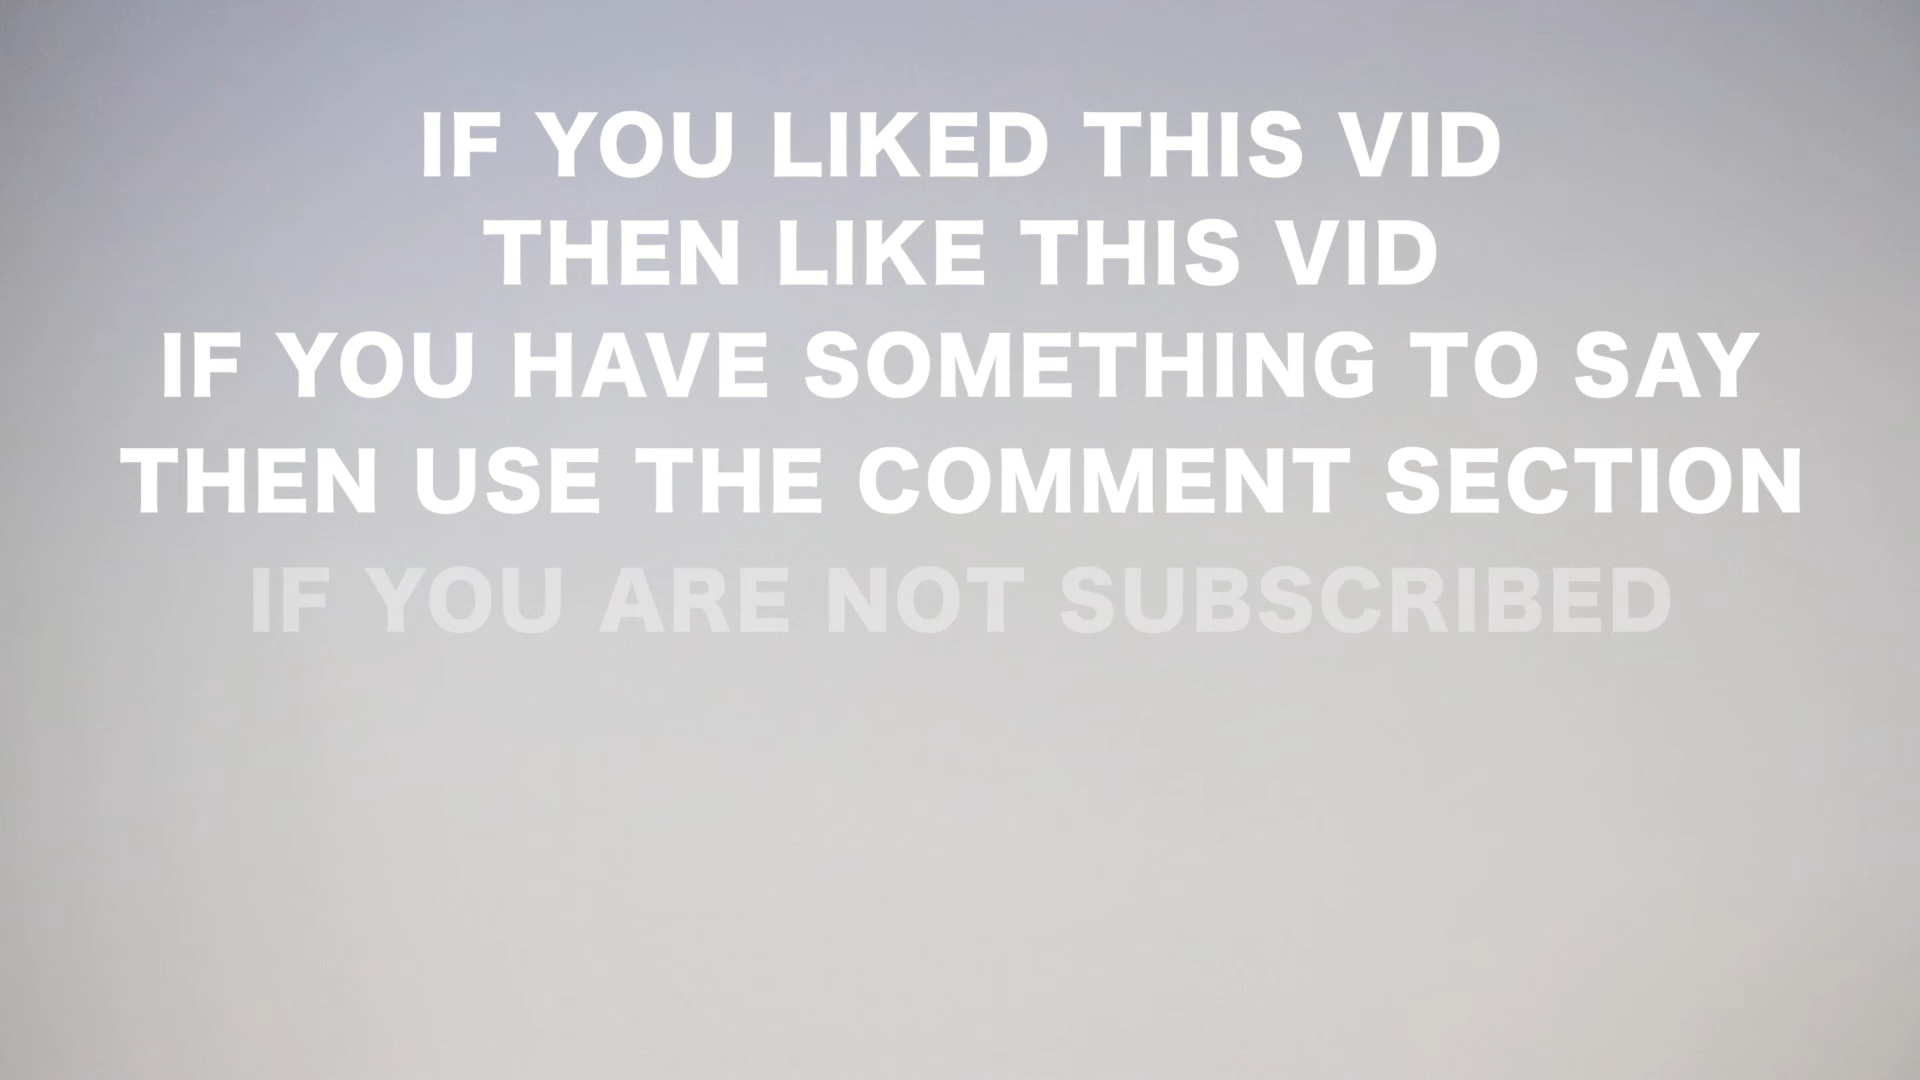 IF YOU LIKED THIS VID
THEN LIKE THIS VID
IF YOU HAVE SOMETHING TO SAY
THEN USE THE COMMENT SECTION
IF YOU ARE NOT SUBSCRIBED